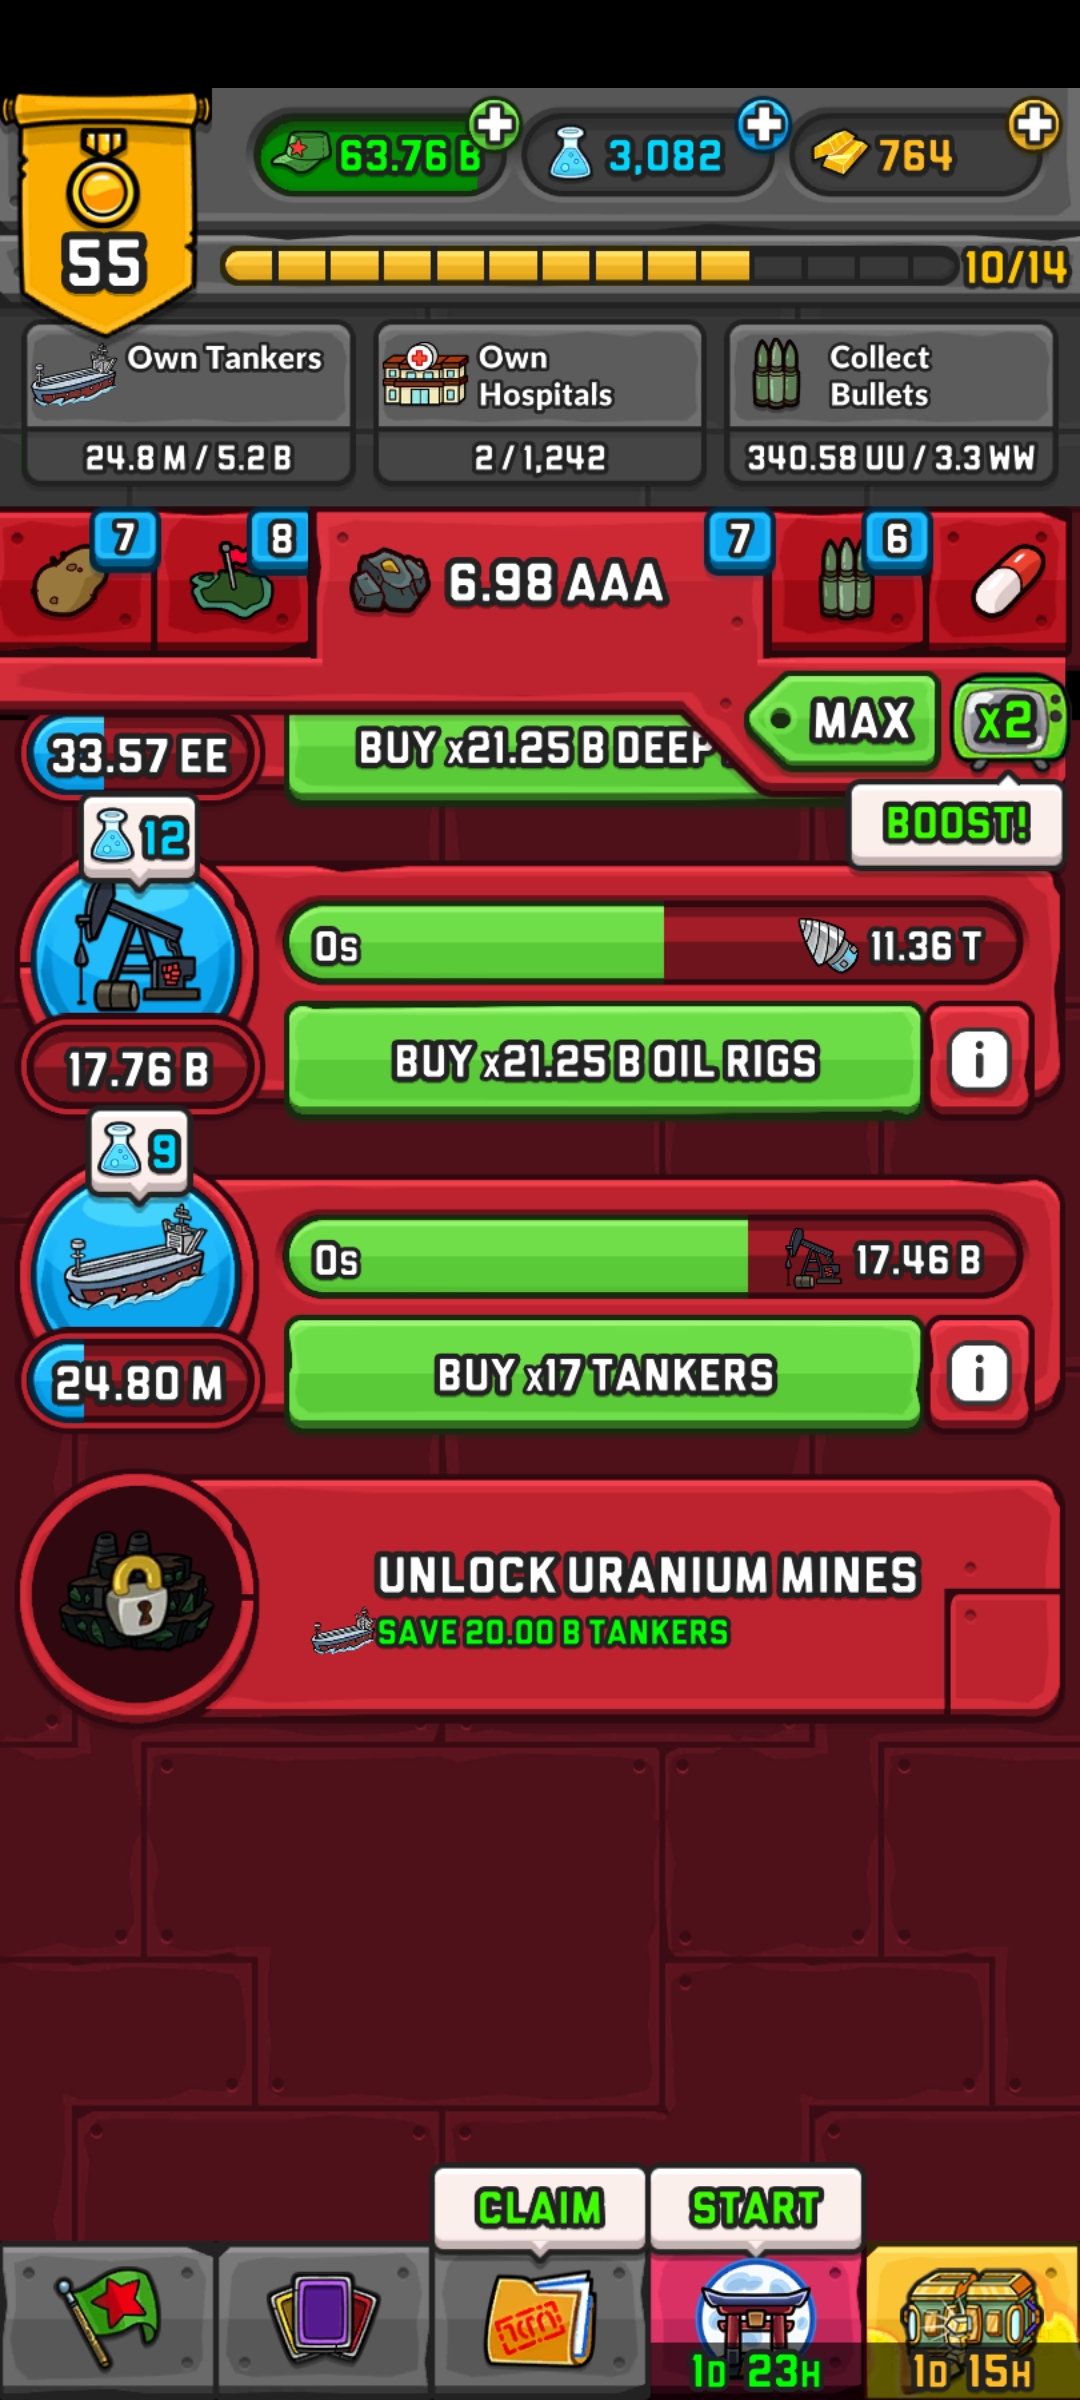 63.76 B
3,082
764
55
10/14
Own Tankers
24.8 M / 5.2 B
Own
Hospitals
2 / 1,242
Collect
Bullets
340.58 UU / 3.3 WW
7
8
6.98 AAA
7
6
MAX
x2
BOOST!
33.57 EE
BUY x21.25 B DEEP
12
0s
11.36 T
17.76 B
BUY x21.25 B OIL RIGS
i
9
0s
17.46 B
24.80 M
BUY x17 TANKERS
i
UNLOCK URANIUM MINES
SAVE 20.00 B TANKERS
CLAIM
START
1D 23H
1D 15H